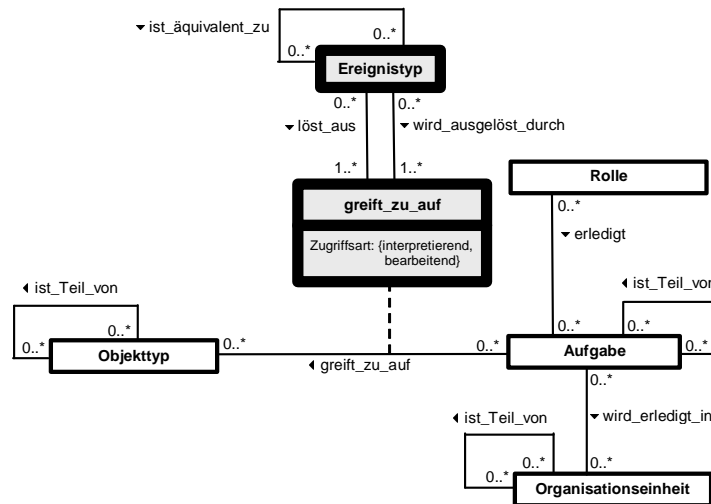 ▾ ist_äquivalent_zu
0..*
0..*
Ereignistyp
0..*
0..*
▾ löst_aus
▾ wird_ausgelöst_durch
1..*
1..*
greift_zu_auf
Zugriffsart: {interpretierend,
bearbeitend}
Rolle
0..*
▾ erledigt
◂ ist_Teil_von
◂ ist_Teil_von
0..*
0..*
Objekttyp
0..*
◂ greift_zu_auf
0..*
0..*
0..*
Aufgabe
0..*
0..*
▾ wird_erledigt_in
◂ ist_Teil_von
0..*
0..*
0..*
Organisationseinheit